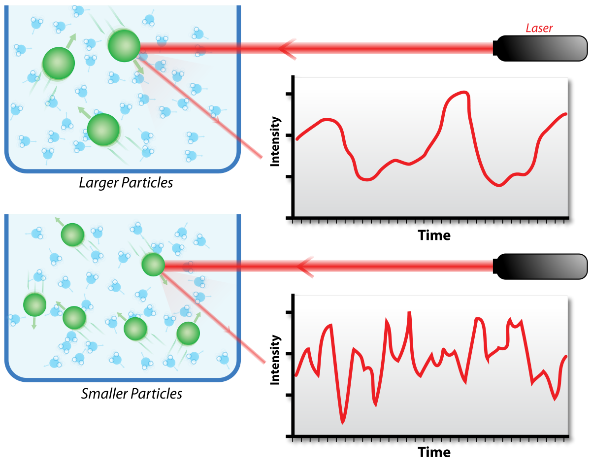 Laser
Intensity
Time
Larger Particles
Intensity
Time
Smaller Particles